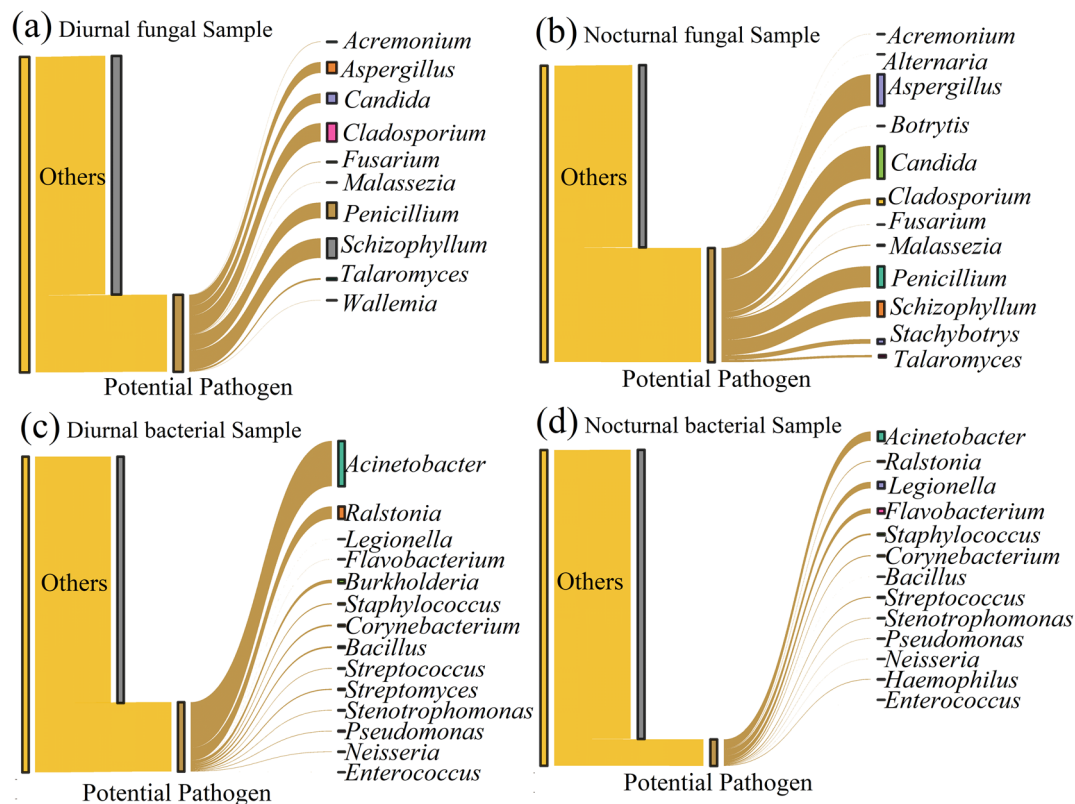 (a) Diurnal fungal Sample
Acremonium
Aspergillus
Candida
Cladosporium
Fusarium
Malassezia
Penicillium
Schizophyllum
Talaromyces
Wallemia
Others
Potential Pathogen
(b) Nocturnal fungal Sample
Acremonium
Alternaria
Aspergillus
Botrytis
Candida
Cladosporium
Fusarium
Malassezia
Penicillium
Schizophyllum
Stachybotrys
Talaromyces
Others
Potential Pathogen
(c) Diurnal bacterial Sample
Acinetobacter
Ralstonia
Legionella
Flavobacterium
Burkholderia
Staphylococcus
Corynebacterium
Bacillus
Streptococcus
Streptomyces
Stenotrophomonas
Pseudomonas
Neisseria
Enterococcus
Others
Potential Pathogen
(d) Nocturnal bacterial Sample
Acinetobacter
Ralstonia
Legionella
Flavobacterium
Staphylococcus
Corynebacterium
Bacillus
Streptococcus
Stenotrophomonas
Pseudomonas
Neisseria
Haemophilus
Enterococcus
Others
Potential Pathogen